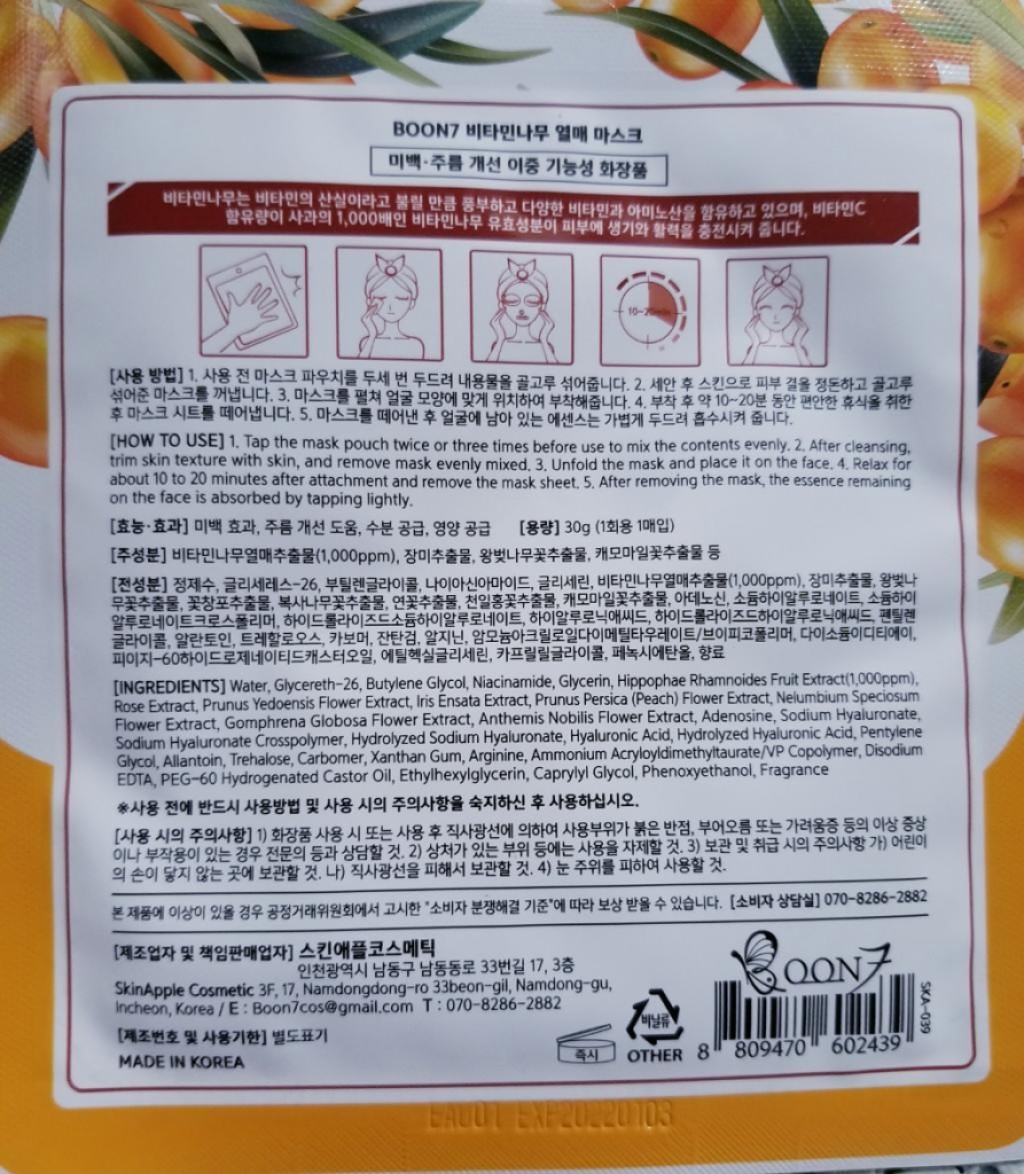 BOON7 비타민나무 열매 마스크
미백·주름 개선 이중 기능성 화장품
비타민나무는 비타민의 산실이라고 불릴 만큼 풍부하고 다양한 비타민과 아미노산을 함유하고 있으며, 비타민C
함유량이 사과의 1,000배인 비타민나무 유효성분이 피부에 생기와 활력을 충전시켜 줍니다.
10~20min
[사용 방법] 1. 사용 전 마스크 파우치를 두세 번 두드려 내용물을 골고루 섞어줍니다. 2. 세안 후 스킨으로 피부 결을 정돈하고 골고루
섞어준 마스크를 꺼냅니다. 3. 마스크를 펼쳐 얼굴 모양에 맞게 위치하여 부착해줍니다. 4. 부착 후 약 10~20분 동안 편안한 휴식을 취한
후 마스크 시트를 떼어냅니다. 5. 마스크를 떼어낸 후 얼굴에 남아 있는 에센스는 가볍게 두드려 흡수시켜 줍니다.
[HOW TO USE] 1. Tap the mask pouch twice or three times before use to mix the contents evenly. 2. After cleansing,
trim skin texture with skin, and remove mask evenly mixed. 3. Unfold the mask and place it on the face. 4. Relax for
about 10 to 20 minutes after attachment and remove the mask sheet. 5. After removing the mask, the essence remaining
on the face is absorbed by tapping lightly.
[효능·효과] 미백 효과, 주름 개선 도움, 수분 공급, 영양 공급 [용량] 30g (1회용 1매입)
[주성분] 비타민나무열매추출물(1,000ppm), 장미추출물, 왕벚나무꽃추출물, 캐모마일꽃추출물 등
[전성분] 정제수, 글리세레스-26, 부틸렌글라이콜, 나이아신아마이드, 글리세린, 비타민나무열매추출물(1,000ppm), 장미추출물, 왕벚나
무꽃추출물, 꽃창포추출물, 복사나무꽃추출물, 연꽃추출물, 천일홍꽃추출물, 캐모마일꽃추출물, 아데노신, 소듐하이알루로네이트, 소듐하이
알루로네이트크로스폴리머, 하이드롤라이즈드소듐하이알루로네이트, 하이알루로닉애씨드, 하이드롤라이즈드하이알루로닉애씨드, 펜틸렌
글라이콜, 알란토인, 트레할로오스, 카보머, 잔탄검, 알지닌, 암모늄아크릴로일다이메틸타우레이트/브이피코폴리머, 다이소듐이디티에이,
피이지-60하이드로제네이티드캐스터오일, 에틸헥실글리세린, 카프릴릴글라이콜, 페녹시에탄올, 향료
[INGREDIENTS] Water, Glycereth-26, Butylene Glycol, Niacinamide, Glycerin, Hippophae Rhamnoides Fruit Extract(1,000ppm),
Rose Extract, Prunus Yedoensis Flower Extract, Iris Ensata Extract, Prunus Persica (Peach) Flower Extract, Nelumbium Speciosum
Flower Extract, Gomphrena Globosa Flower Extract, Anthemis Nobilis Flower Extract, Adenosine, Sodium Hyaluronate,
Sodium Hyaluronate Crosspolymer, Hydrolyzed Sodium Hyaluronate, Hyaluronic Acid, Hydrolyzed Hyaluronic Acid, Pentylene
Glycol, Allantoin, Trehalose, Carbomer, Xanthan Gum, Arginine, Ammonium Acryloyldimethyltaurate/VP Copolymer, Disodium
EDTA, PEG-60 Hydrogenated Castor Oil, Ethylhexylglycerin, Caprylyl Glycol, Phenoxyethanol, Fragrance
※사용 전에 반드시 사용방법 및 사용 시의 주의사항을 숙지하신 후 사용하십시오.
[사용 시의 주의사항] 1) 화장품 사용 시 또는 사용 후 직사광선에 의하여 사용부위가 붉은 반점, 부어오름 또는 가려움증 등의 이상 증상
이나 부작용이 있는 경우 전문의 등과 상담할 것. 2) 상처가 있는 부위 등에는 사용을 자제할 것. 3) 보관 및 취급 시의 주의사항 가) 어린이
의 손이 닿지 않는 곳에 보관할 것. 나) 직사광선을 피해서 보관할 것. 4) 눈 주위를 피하여 사용할 것.
본 제품에 이상이 있을 경우 공정거래위원회에서 고시한 "소비자 분쟁해결 기준"에 따라 보상 받을 수 있습니다. [소비자 상담실] 070-8286-2882
[제조업자 및 책임판매업자] 스킨애플코스메틱
인천광역시 남동구 남동동로 33번길 17, 3층
SkinApple Cosmetic 3F, 17, Namdongdong-ro 33beon-gil, Namdong-gu,
Incheon, Korea / E : Boon7cos@gmail.com T : 070-8286-2882
[제조번호 및 사용기한] 별도표기
MADE IN KOREA
즉시
비닐류
OTHER
BOON7
SKA-039
8 809470 602439
EA001 EXP20220103